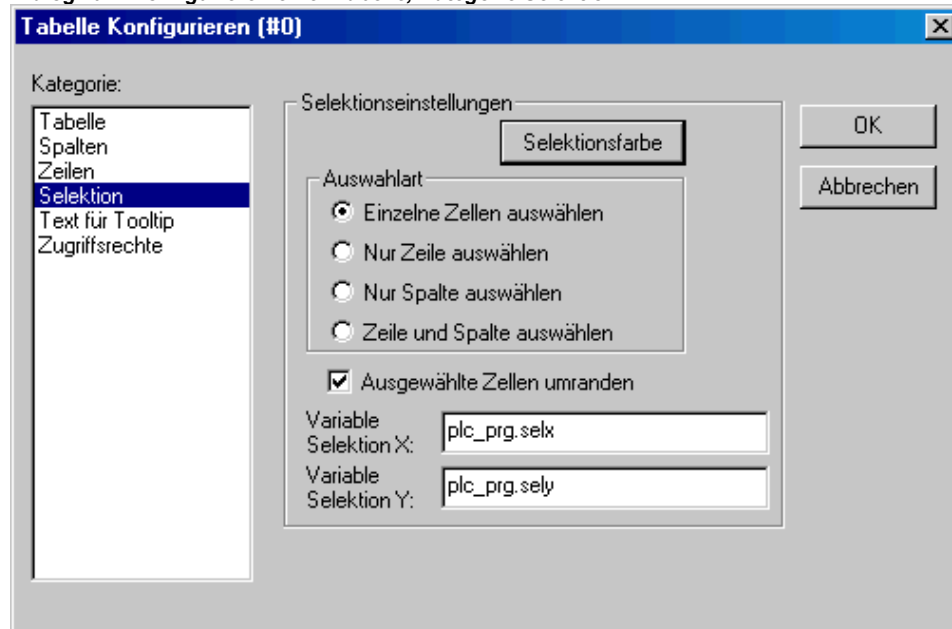 Tabelle Konfigurieren (#0)
Kategorie:
Tabelle
Spalten
Zeilen
Selektion
Text für Tooltip
Zugriffsrechte
Selektionseinstellungen
Selektionsfarbe
Auswahlart
Einzelne Zellen auswählen
Nur Zeile auswählen
Nur Spalte auswählen
Zeile und Spalte auswählen
Ausgewählte Zellen umranden
Variable
Selektion X:
plc_prg.selx
Variable
Selektion Y:
plc_prg.sely
OK
Abbrechen